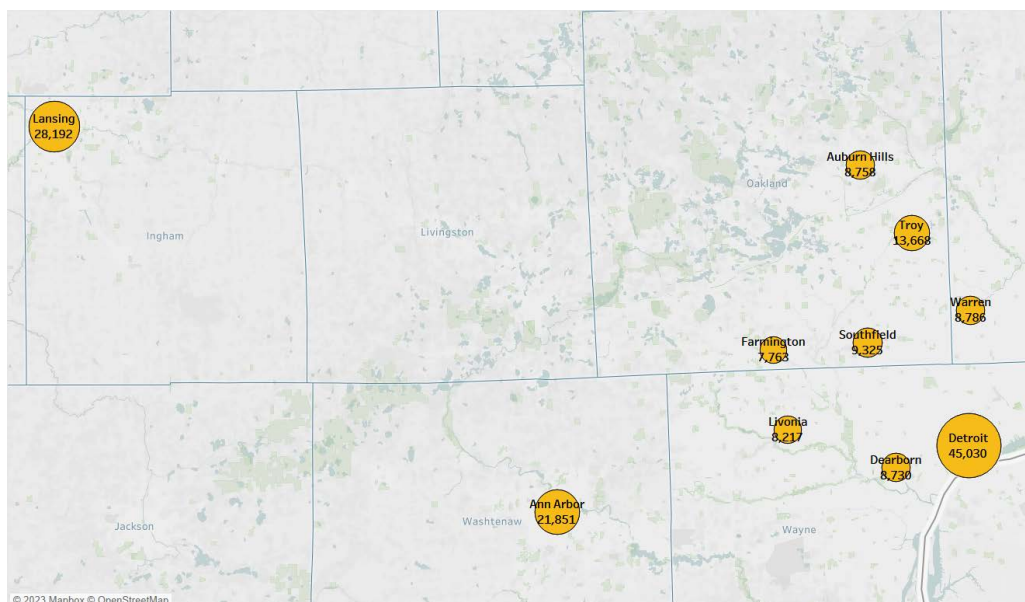 Lansing
28,192
Auburn Hills
8,758
Oakland
Troy
13,668
Ingham
Livingston
Warren
8,786
Farmington
7,763
Southfield
9,325
Livonia
8,217
Detroit
45,030
Dearborn
8,730
Ann Arbor
21,851
Jackson
Washtenaw
Wayne
© 2023 Mapbox © OpenStreetMap